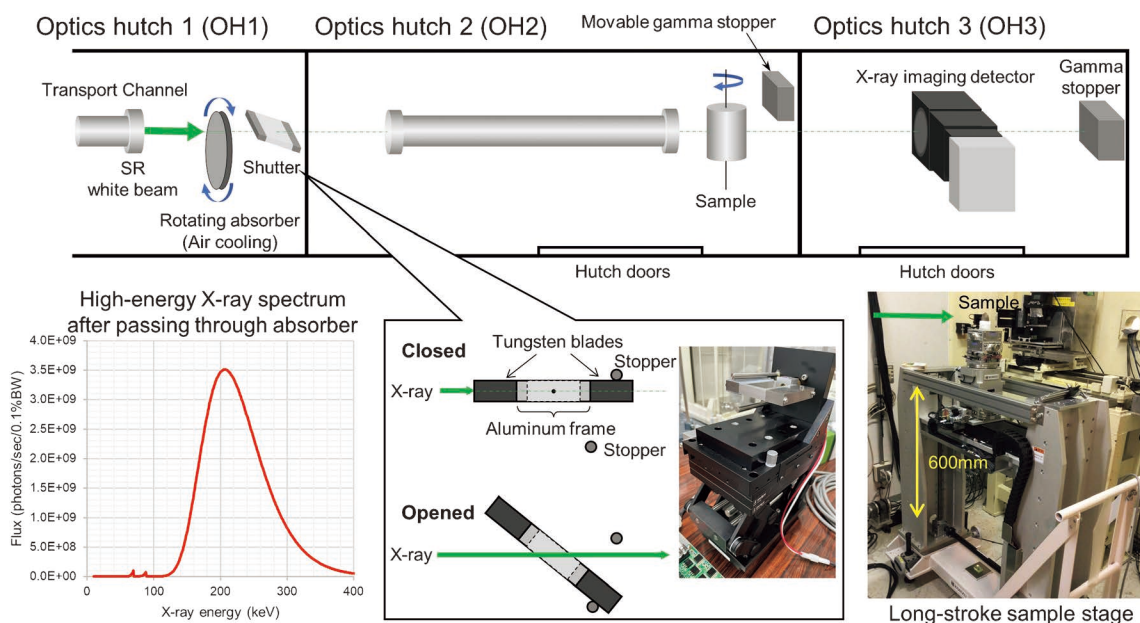 Optics hutch 1 (OH1)
Optics hutch 2 (OH2)
Movable gamma stopper
Optics hutch 3 (OH3)
Transport Channel
SR
white beam
Shutter
Rotating absorber
(Air cooling)
Sample
X-ray imaging detector
Gamma
stopper
Hutch doors
Hutch doors
High-energy X-ray spectrum
after passing through absorber
4.0E+09
3.5E+09
3.0E+09
2.5E+09
2.0E+09
1.5E+09
1.0E+09
5.0E+08
0.0E+00
Flux (photons/sec/0.1%BW)
0
100
200
300
400
X-ray energy (keV)
Closed
Tungsten blades
Stopper
X-ray
Aluminum frame
Stopper
Opened
X-ray
Sample
600mm
Long-stroke sample stage